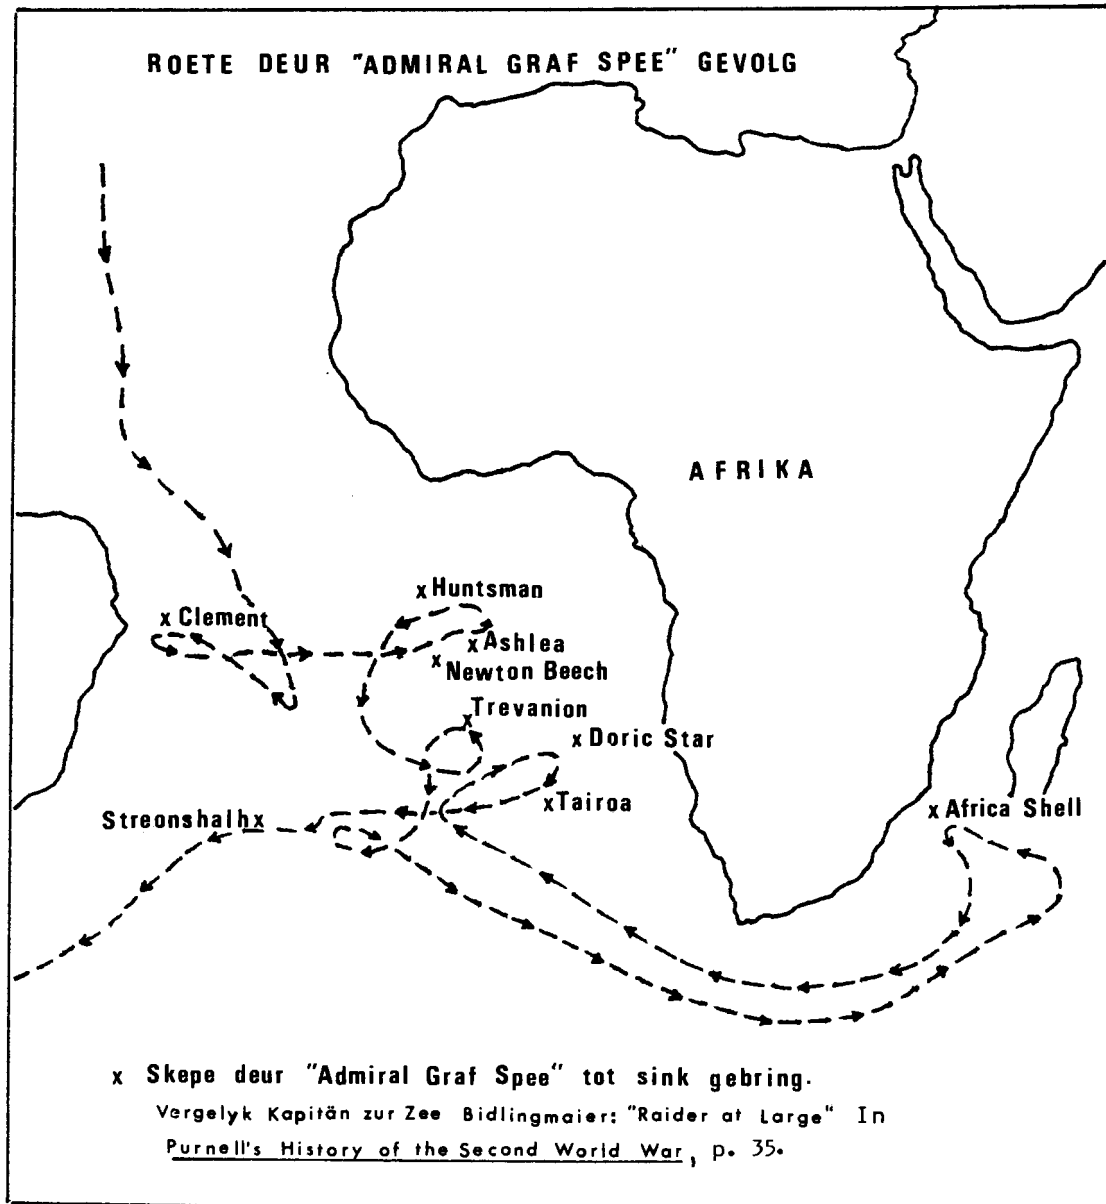 ROETE DEUR "ADMIRAL GRAF SPEE" GEVOLG
AFRIKA
x Huntsman
x Clement
x Ashlea
x Newton Beech
x Trevanion
x Doric Star
x Tairoa
Streonshalh x
x Africa Shell
x Skepe deur "Admiral Graf Spee" tot sink gebring.
Vergelyk Kapitän zur Zee Bidlingmaier: "Raider at Large" In
Purnell's History of the Second World War, p. 35.